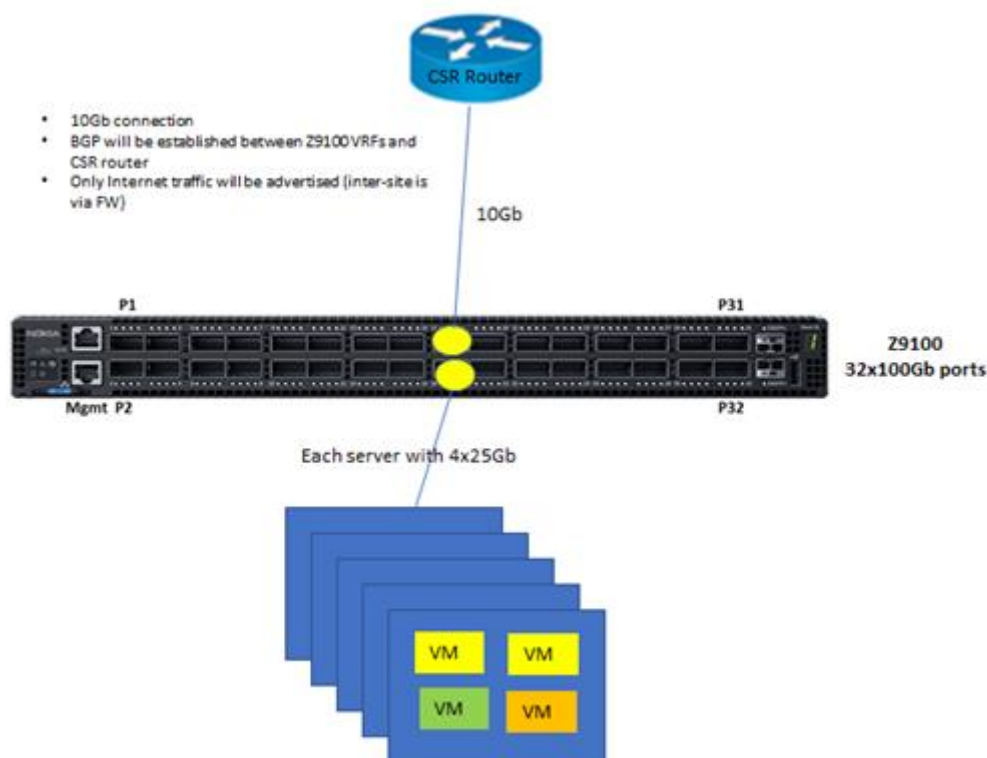 CSR Router
• 10Gb connection
• BGP will be established between Z9100 VRFs and
CSR router
• Only Internet traffic will be advertised (inter-site is
via FW)
10Gb
P1
P31
NOKIA
Z9100
32x100Gb ports
Mgmt P2
P32
Each server with 4x25Gb
VM
VM
VM
VM